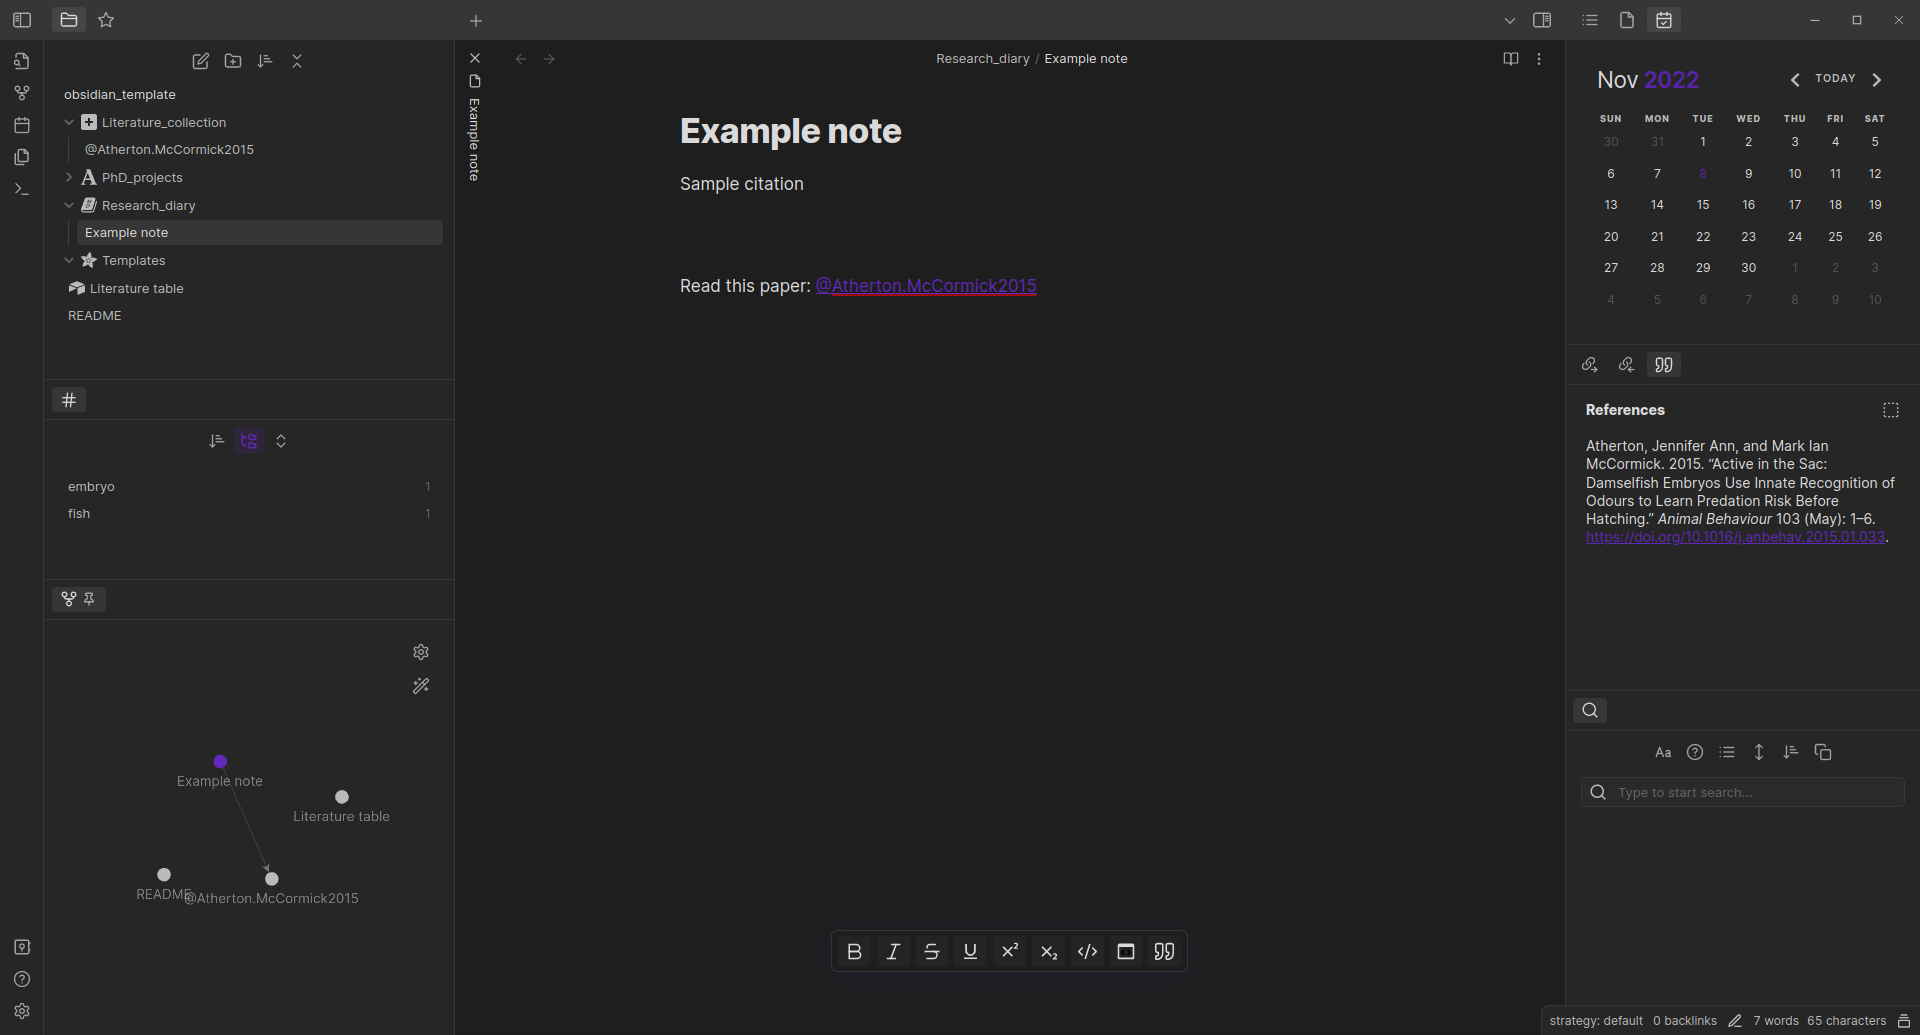 Research_diary / Example note
obsidian_template
Literature_collection
@Atherton.McCormick2015
PhD_projects
Research_diary
Example note
Templates
Literature table
README
embryo 1
fish 1
Example note
Literature table
README
@Atherton.McCormick2015
Example note
Example note
Sample citation
Read this paper: @Atherton.McCormick2015
B I S U X² X₂ </>
Nov 2022 TODAY
SUN MON TUE WED THU FRI SAT
30 31 1 2 3 4 5
6 7 8 9 10 11 12
13 14 15 16 17 18 19
20 21 22 23 24 25 26
27 28 29 30 1 2 3
4 5 6 7 8 9 10
References
Atherton, Jennifer Ann, and Mark Ian
McCormick. 2015. “Active in the Sac:
Damselfish Embryos Use Innate Recognition of
Odours to Learn Predation Risk Before
Hatching.” Animal Behaviour 103 (May): 1–6.
https://doi.org/10.1016/j.anbehav.2015.01.033.
Aa
Type to start search...
strategy: default 0 backlinks 7 words 65 characters